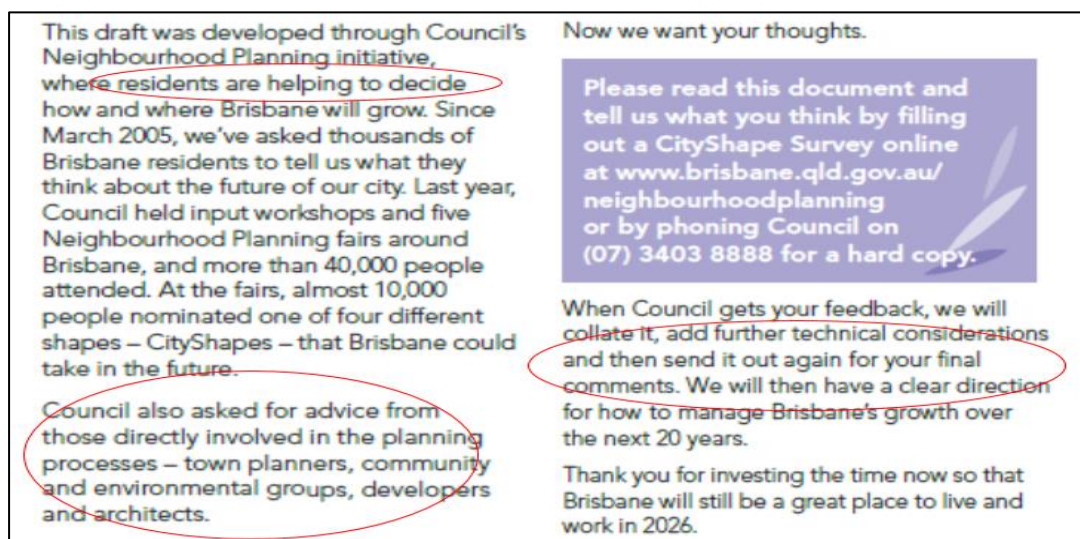 This draft was developed through Council's
Neighbourhood Planning initiative,
where residents are helping to decide
how and where Brisbane will grow. Since
March 2005, we've asked thousands of
Brisbane residents to tell us what they
think about the future of our city. Last year,
Council held input workshops and five
Neighbourhood Planning fairs around
Brisbane, and more than 40,000 people
attended. At the fairs, almost 10,000
people nominated one of four different
shapes – CityShapes – that Brisbane could
take in the future.
Council also asked for advice from
those directly involved in the planning
processes – town planners, community
and environmental groups, developers
and architects.
Now we want your thoughts.
Please read this document and
tell us what you think by filling
out a CityShape Survey online
at www.brisbane.qld.gov.au/
neighbourhoodplanning
or by phoning Council on
(07) 3403 8888 for a hard copy.
When Council gets your feedback, we will
collate it, add further technical considerations
and then send it out again for your final
comments. We will then have a clear direction
for how to manage Brisbane's growth over
the next 20 years.
Thank you for investing the time now so that
Brisbane will still be a great place to live and
work in 2026.